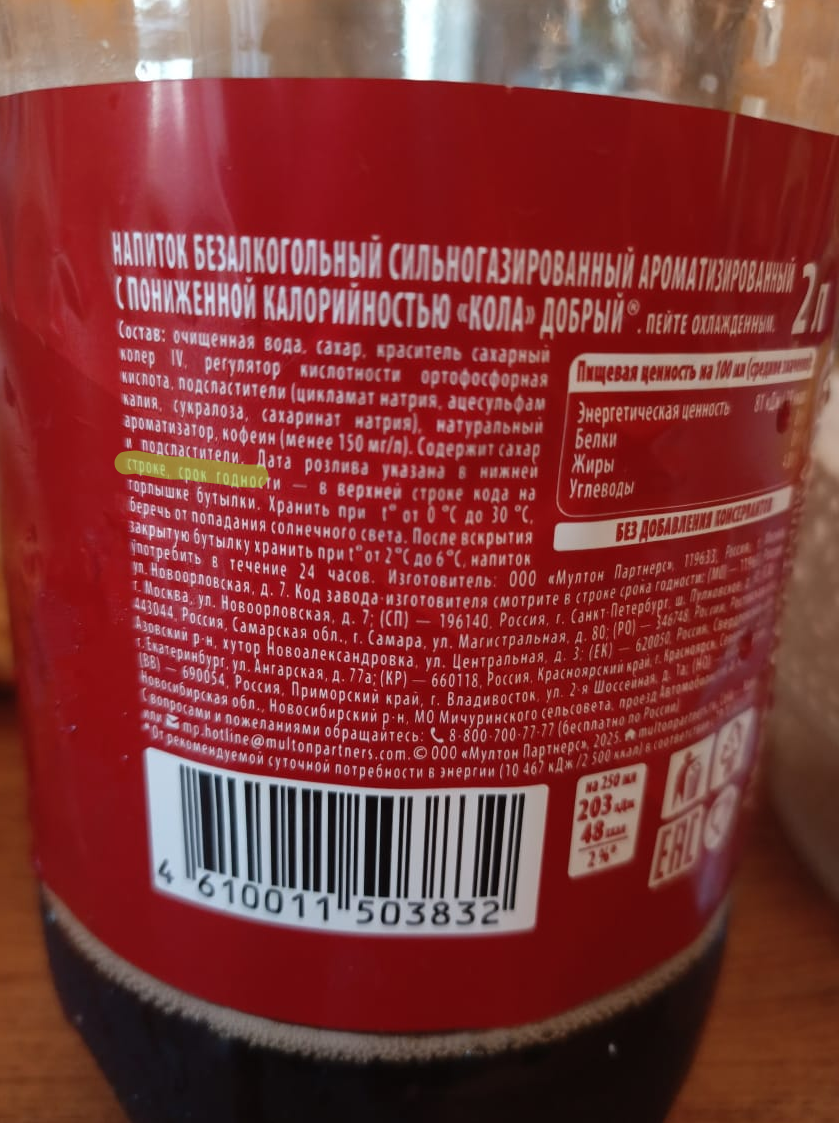 НАПИТОК БЕЗАЛКОГОЛЬНЫЙ СИЛЬНОГАЗИРОВАННЫЙ АРОМАТИЗИРОВАННЫЙ
С ПОНИЖЕННОЙ КАЛОРИЙНОСТЬЮ «КОЛА» ДОБРЫЙ®. ПЕЙТЕ ОХЛАЖДЕННЫМ.
2 л
Состав: очищенная вода, сахар, краситель сахарный
колер IV, регулятор кислотности ортофосфорная
кислота, подсластители (цикламат натрия, ацесульфам
калия, сукралоза, сахаринат натрия), натуральный
ароматизатор, кофеин (менее 150 мг/л). Содержит сахар
и подсластители. Дата розлива указана в нижней
строке, срок годности — в верхней строке кода на
горлышке бутылки. Хранить при t° от 0 °С до 30 °С,
беречь от попадания солнечного света. После вскрытия
закрытую бутылку хранить при t° от 2°С до 6°С, напиток
употребить в течение 24 часов. Изготовитель: ООО «Мултон Партнерс», 119633, Россия,
ул. Новоорловская, д. 7. Код завода-изготовителя смотрите в строке срока годности: (МО) —
г. Москва, ул. Новоорловская, д. 7; (СП) — 196140, Россия, г. Санкт-Петербург, ш. Пулковское,
443044, Россия, Самарская обл., г. Самара, ул. Магистральная, д. 80; (РО) — 346748, Россия,
Азовский р-н, хутор Новоалександровка, ул. Центральная, д. 3; (ЕК) — 620050, Россия,
г. Екатеринбург, ул. Ангарская, д. 77а; (КР) — 660118, Россия, Красноярский край, г. Красноярск,
(ВВ) — 690054, Россия, Приморский край, г. Владивосток, ул. 2-я Шоссейная, д. 1а; (НО) —
Новосибирская обл., Новосибирский р-н, МО Мичуринского сельсовета, проезд
С вопросами и пожеланиями обращайтесь: 8-800-700-77-77 (бесплатно по России)
или mp.hotline@multonpartners.com. © ООО «Мултон Партнерс», 2025.
*От рекомендуемой суточной потребности в энергии (10 467 кДж/2 500 ккал) в соответствии
Пищевая ценность на 100 мл (средние значения)
Энергетическая ценность
Белки
Жиры
Углеводы
БЕЗ ДОБАВЛЕНИЯ КОНСЕРВАНТОВ
4 610011 503832
на 250 мл
203 кДж
48 ккал
2%*
EAC